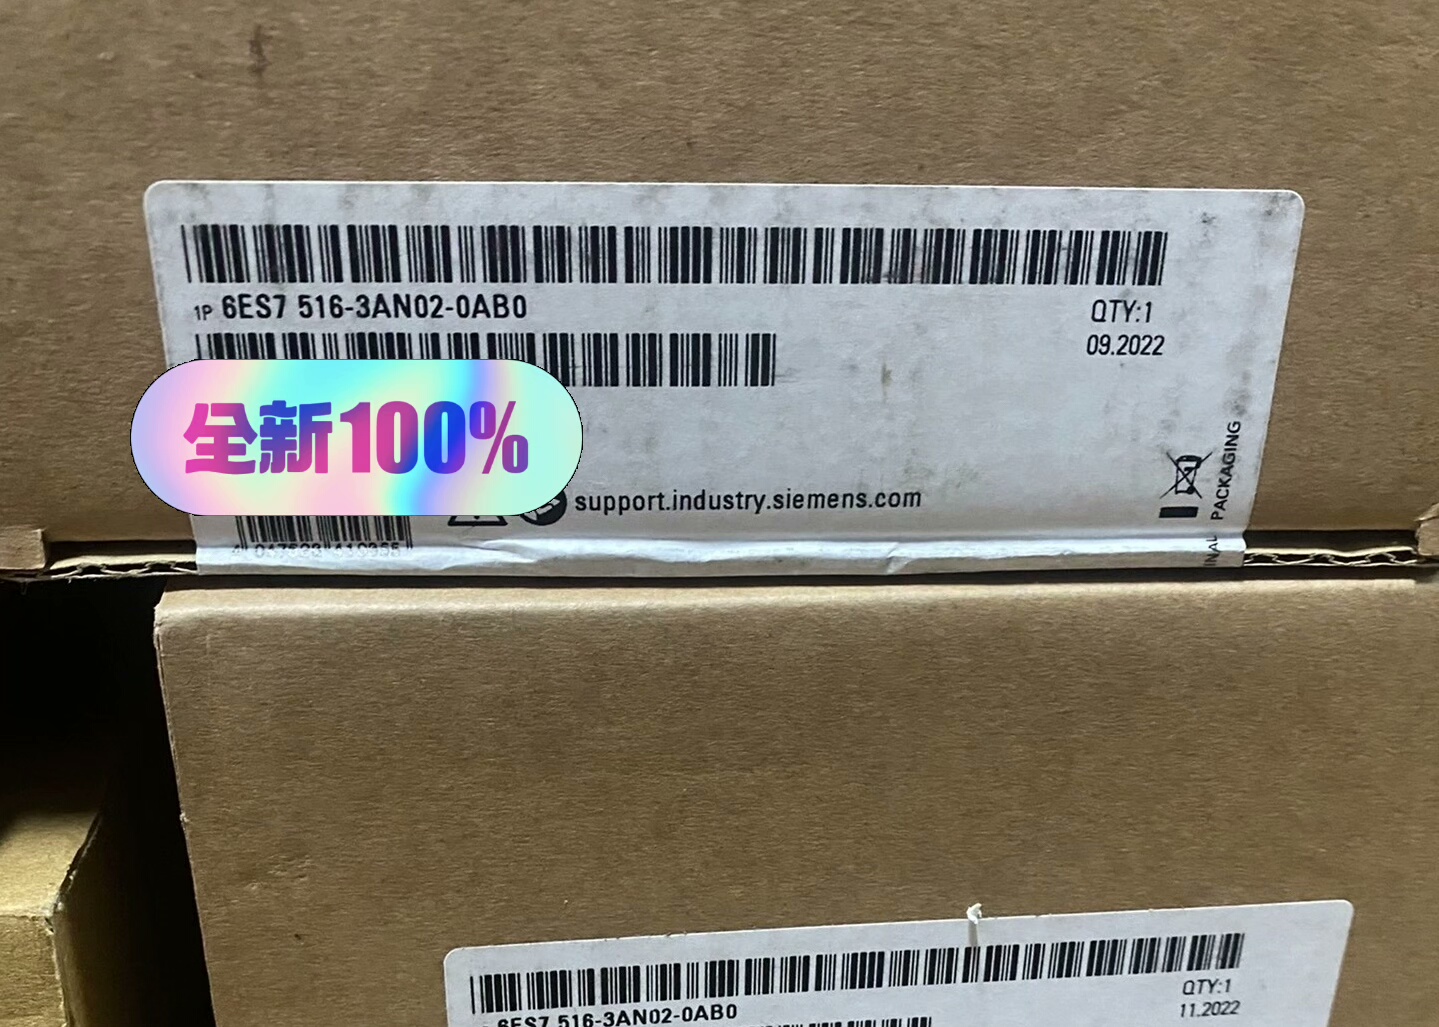 1P 6ES7 516-3AN02-0AB0
QTY:1
09.2022
全新100%
support.industry.siemens.com
PACKAGING
6ES7 516-3AN02-0AB0
QTY:1
11.2022